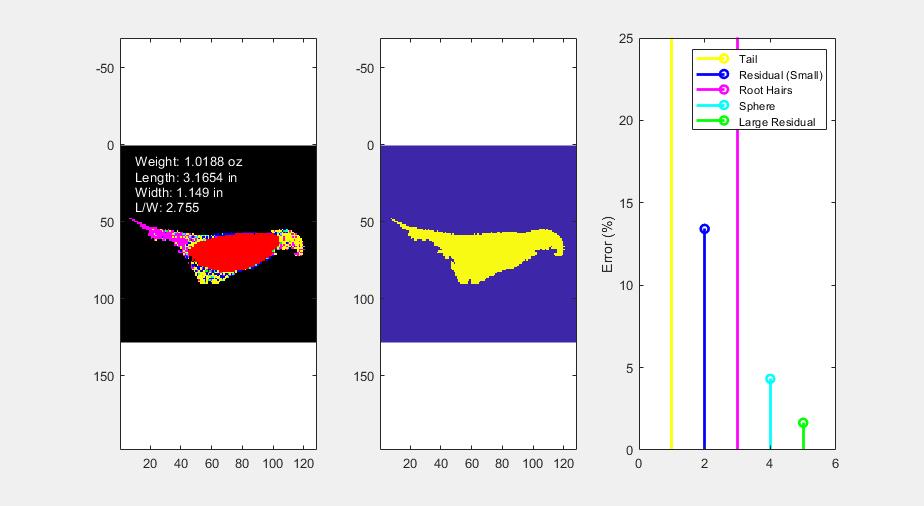 Weight: 1.0188 oz
Length: 3.1654 in
Width: 1.149 in
L/W: 2.755
-50
0
50
100
150
20 40 60 80 100 120
-50
0
50
100
150
20 40 60 80 100 120
Error (%)
25
20
15
10
5
0
0 2 4 6
Tail
Residual (Small)
Root Hairs
Sphere
Large Residual